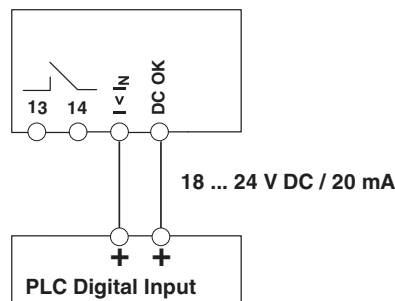 13 14 I < IN DC OK
18 ... 24 V DC / 20 mA
+ +
PLC Digital Input